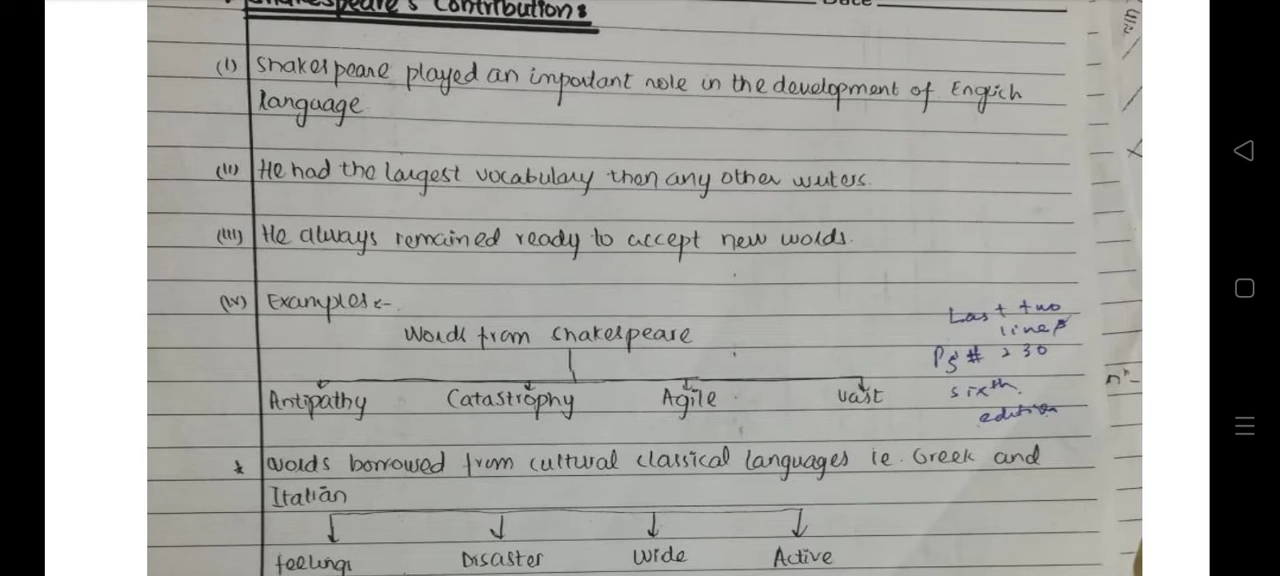 Shakespeare's Contributions
Date
(I) Shakespeare played an important role in the development of English
language
(II) He had the largest vocabulary then any other writers.
(III) He always remained ready to accept new words.
(IV) Examples:-
Words from Shakespeare
Antipathy Catastrophy Agile vast
Last two
lines
Pg # 230
sixth
edition
* Words borrowed from cultural classical languages ie. Greek and
Italian
feelings Disaster Wide Active